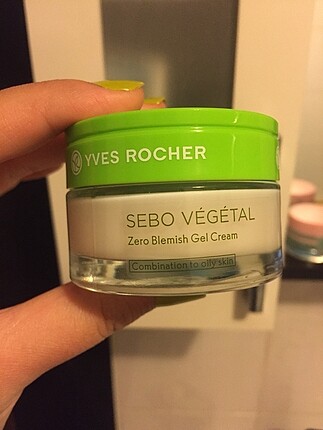 YVES ROCHER
SEBO VÉGÉTAL
Zero Blemish Gel Cream
Combination to oily skin